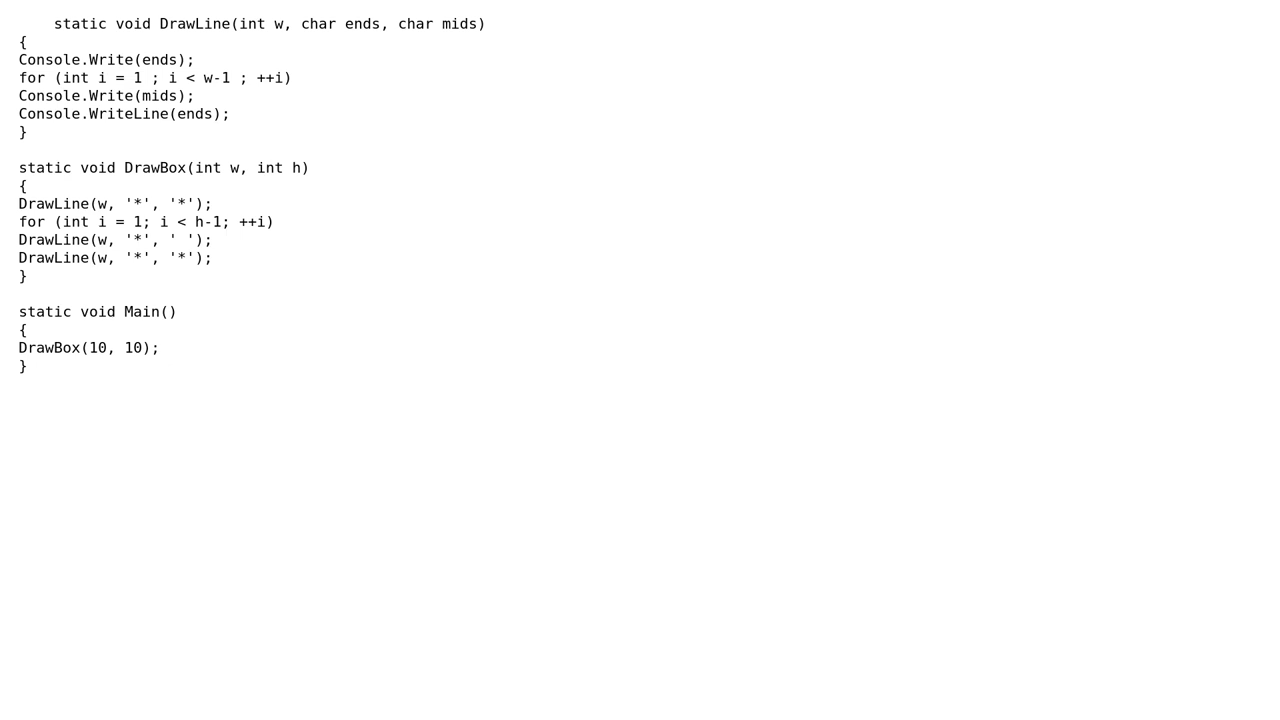 static void DrawLine(int w, char ends, char mids)
{
Console.Write(ends);
for (int i = 1 ; i < w-1 ; ++i)
Console.Write(mids);
Console.WriteLine(ends);
}

static void DrawBox(int w, int h)
{
DrawLine(w, '*', '*');
for (int i = 1; i < h-1; ++i)
DrawLine(w, '*', ' ');
DrawLine(w, '*', '*');
}

static void Main()
{
DrawBox(10, 10);
}